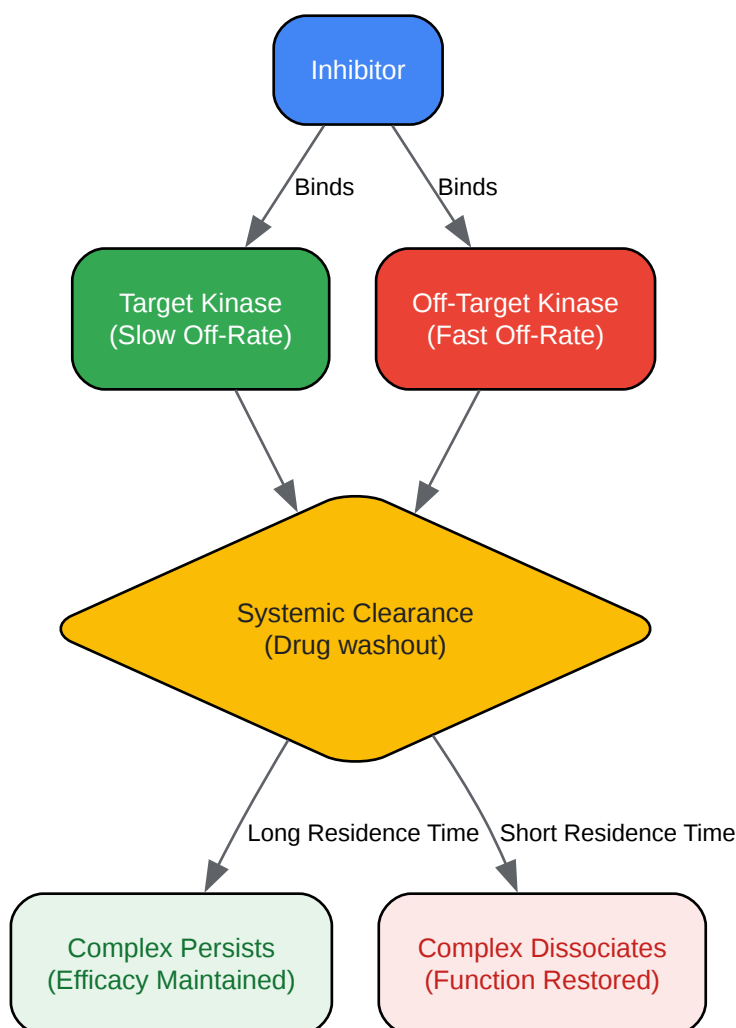 Inhibitor
Binds
Binds
Target Kinase
(Slow Off-Rate)
Off-Target Kinase
(Fast Off-Rate)
Systemic Clearance
(Drug washout)
Long Residence Time
Short Residence Time
Complex Persists
(Efficacy Maintained)
Complex Dissociates
(Function Restored)